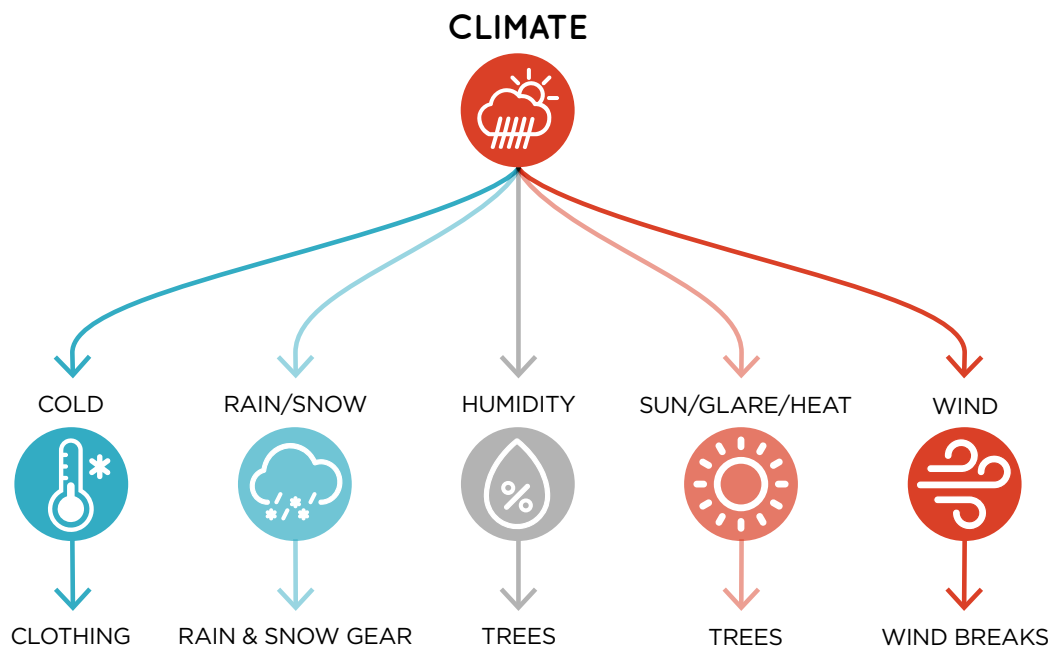 CLIMATE
COLD
RAIN/SNOW
HUMIDITY
SUN/GLARE/HEAT
WIND
%
CLOTHING
RAIN & SNOW GEAR
TREES
TREES
WIND BREAKS